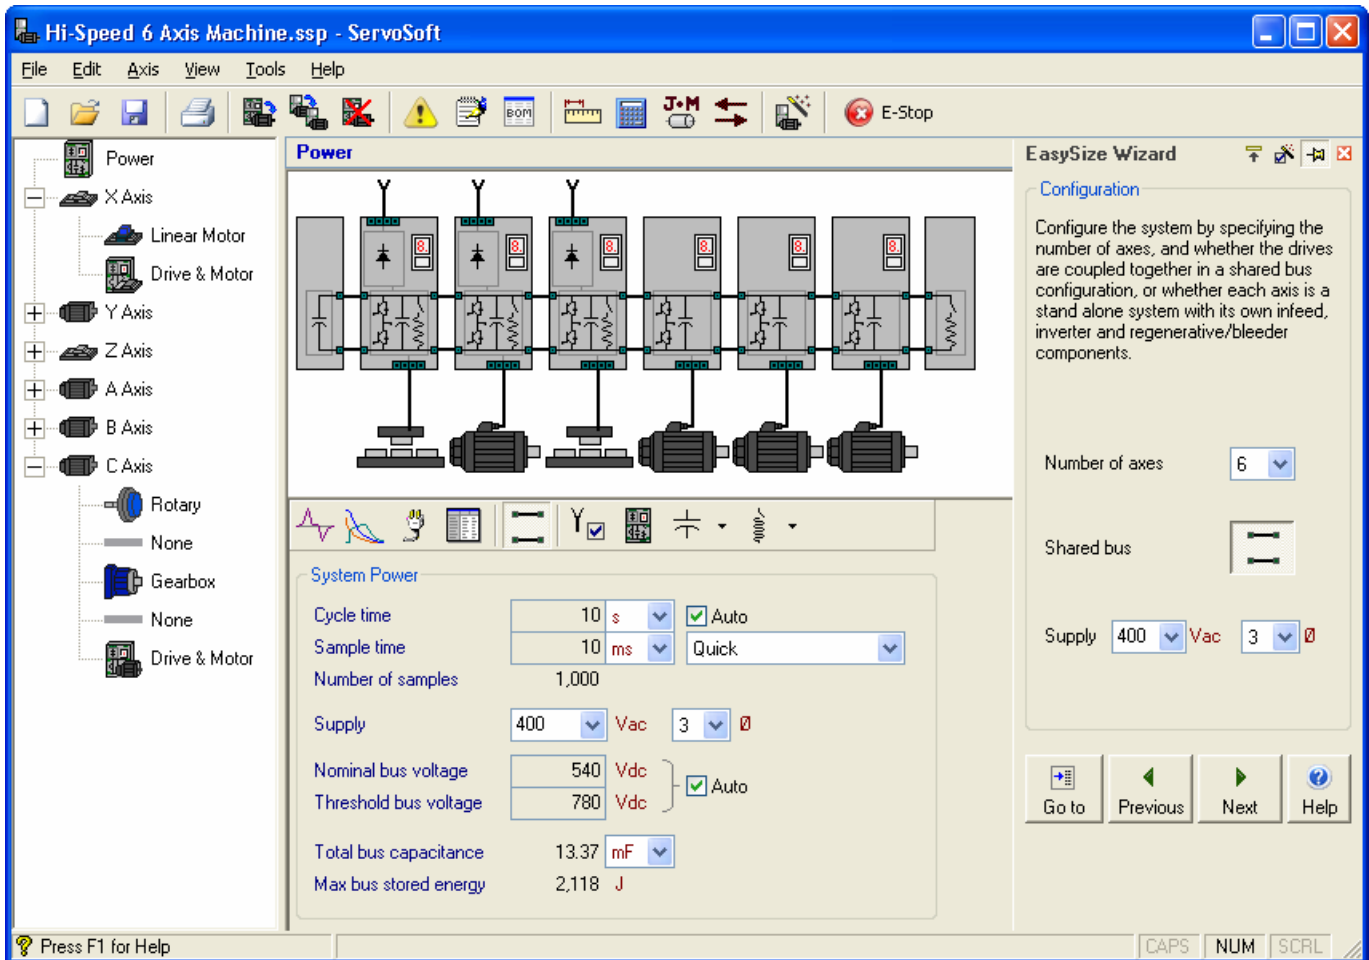 Hi-Speed 6 Axis Machine.ssp - ServoSoft
File Edit Axis View Tools Help
BOM J•M E-Stop
Power
X Axis
Linear Motor
Drive & Motor
Y Axis
Z Axis
A Axis
B Axis
C Axis
Rotary
None
Gearbox
None
Drive & Motor
Power
8. 8. 8. 8. 8. 8.
System Power
Cycle time 10 s Auto
Sample time 10 ms Quick
Number of samples 1,000
Supply 400 Vac 3 Ø
Nominal bus voltage 540 Vdc
Auto
Threshold bus voltage 780 Vdc
Total bus capacitance 13.37 mF
Max bus stored energy 2,118 J
EasySize Wizard
Configuration
Configure the system by specifying the
number of axes, and whether the drives
are coupled together in a shared bus
configuration, or whether each axis is a
stand alone system with its own infeed,
inverter and regenerative/bleeder
components.
Number of axes 6
Shared bus
Supply 400 Vac 3 Ø
Go to Previous Next Help
Press F1 for Help CAPS NUM SCRL